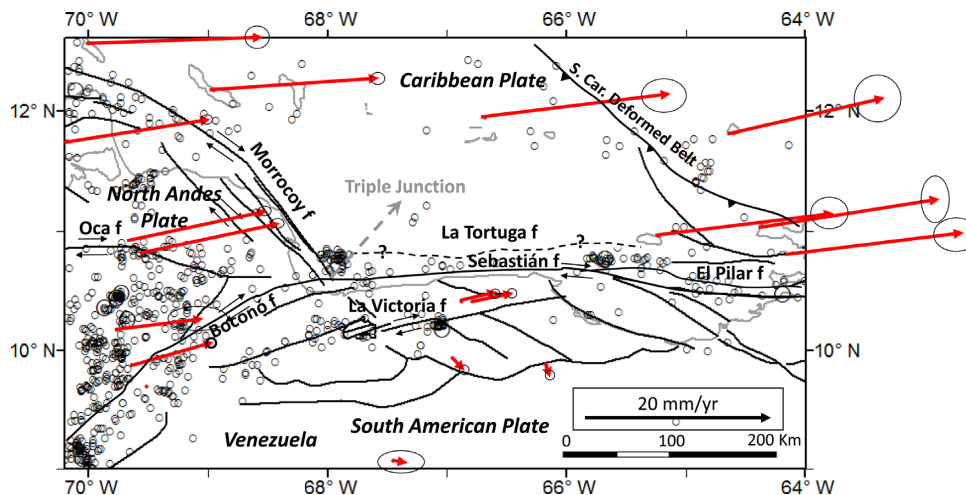 70° W 68° W 66° W 64° W
Caribbean Plate
S. Car. Deformed Belt
12° N 12° N
Morrocoy f
North Andes
Plate
Triple Junction
Oca f
La Tortuga f
? ?
Sebastián f
El Pilar f
Boconó f
La Victoria f
10° N 10° N
20 mm/yr
0 100 200 Km
South American Plate
Venezuela
70° W 68° W 66° W 64° W